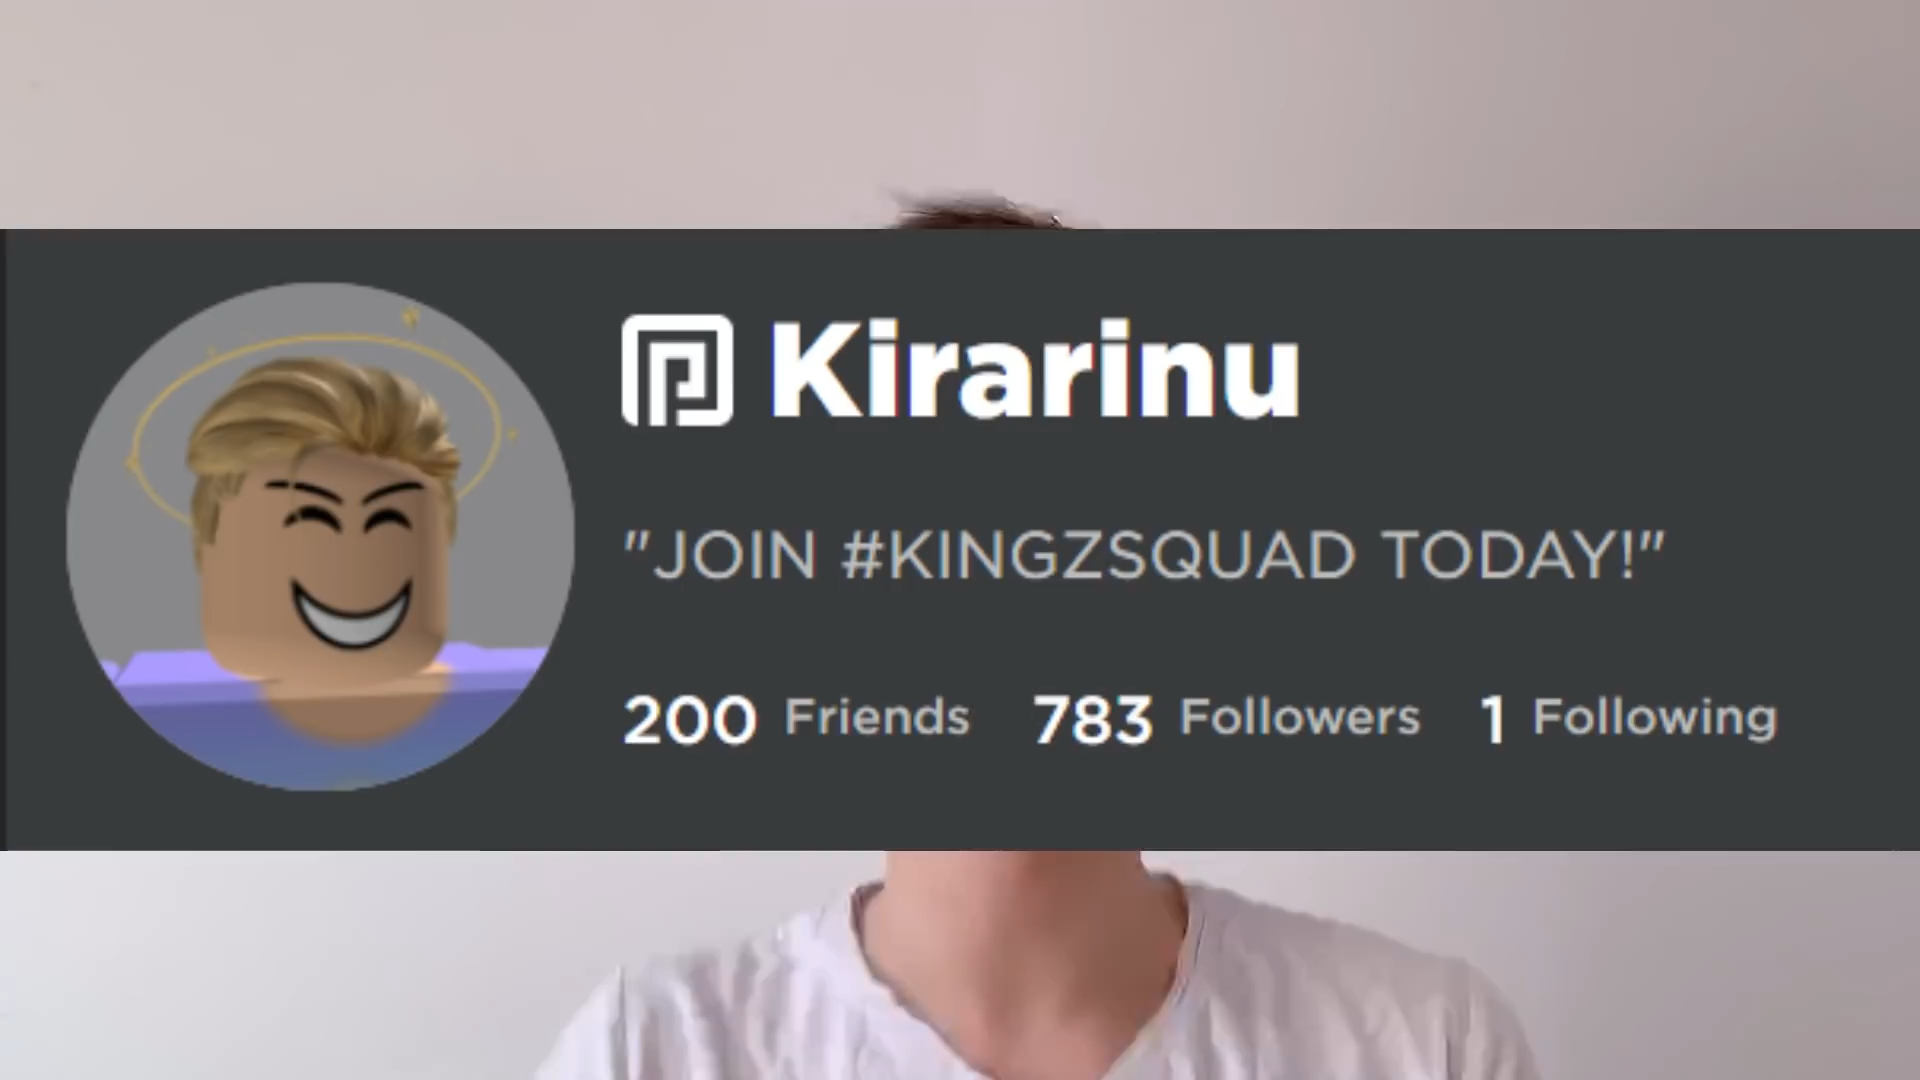 Kirarinu
"JOIN #KINGZSQUAD TODAY!"
200 Friends 783 Followers 1 Following